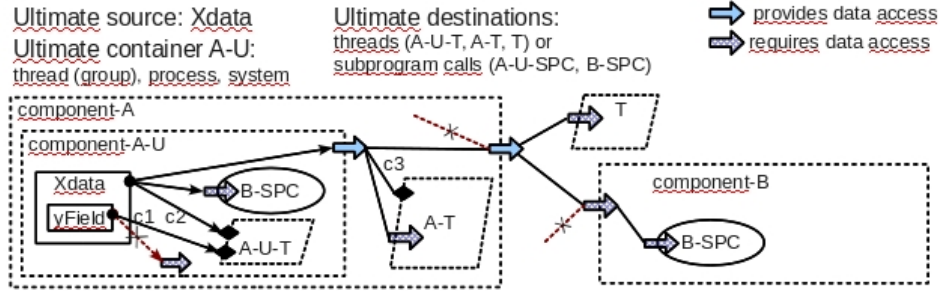 Ultimate source: Xdata
Ultimate container A-U:
thread (group), process, system
Ultimate destinations:
threads (A-U-T, A-T, T) or
subprogram calls (A-U-SPC, B-SPC)
provides data access
requires data access
component-A
component-A-U
Xdata
yField
c1
c2
B-SPC
A-U-T
c3
A-T
T
component-B
B-SPC